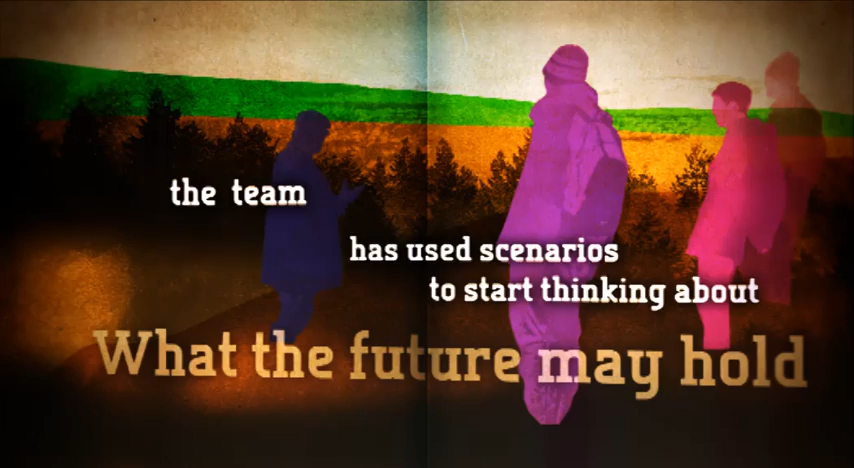 the team
has used scenarios
to start thinking about
What the future may hold